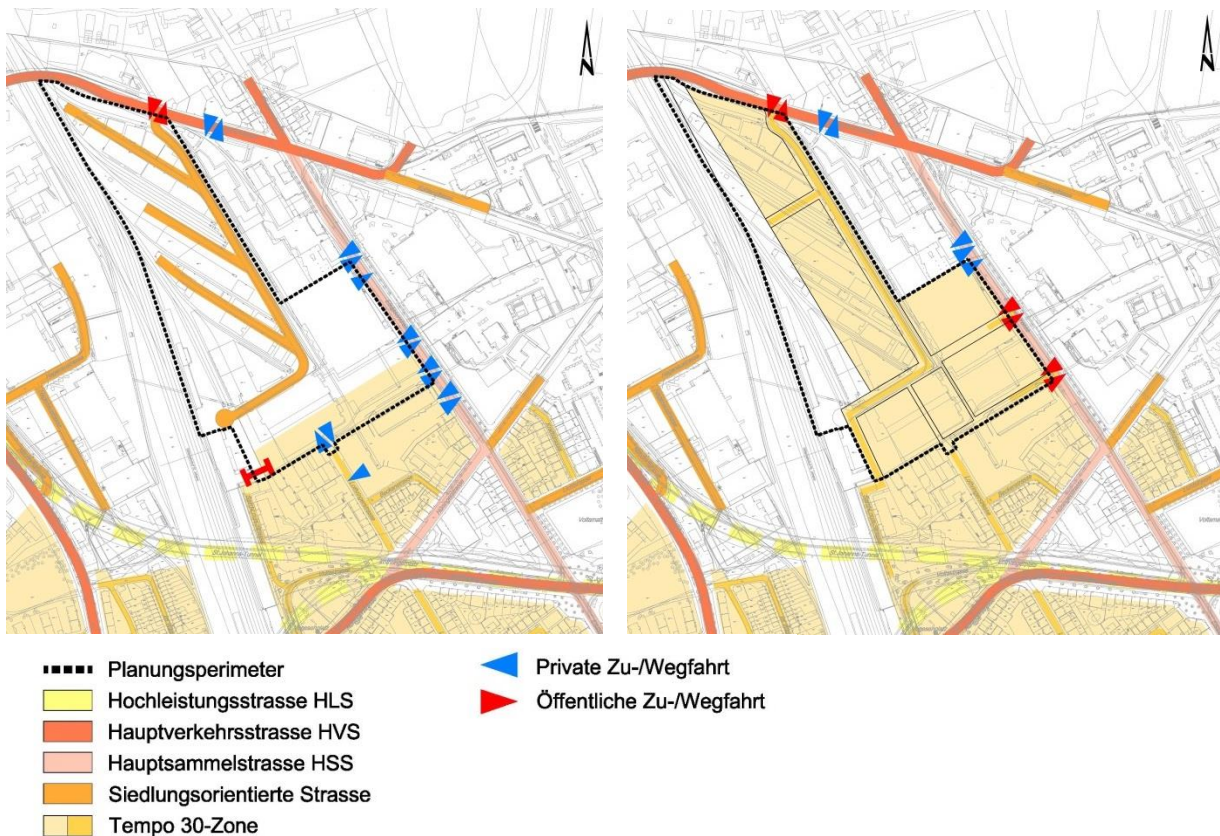 N
N
Planungsperimeter
Hochleistungsstrasse HLS
Hauptverkehrsstrasse HVS
Hauptsammelstrasse HSS
Siedlungsorientierte Strasse
Tempo 30-Zone
Private Zu-/Wegfahrt
Öffentliche Zu-/Wegfahrt